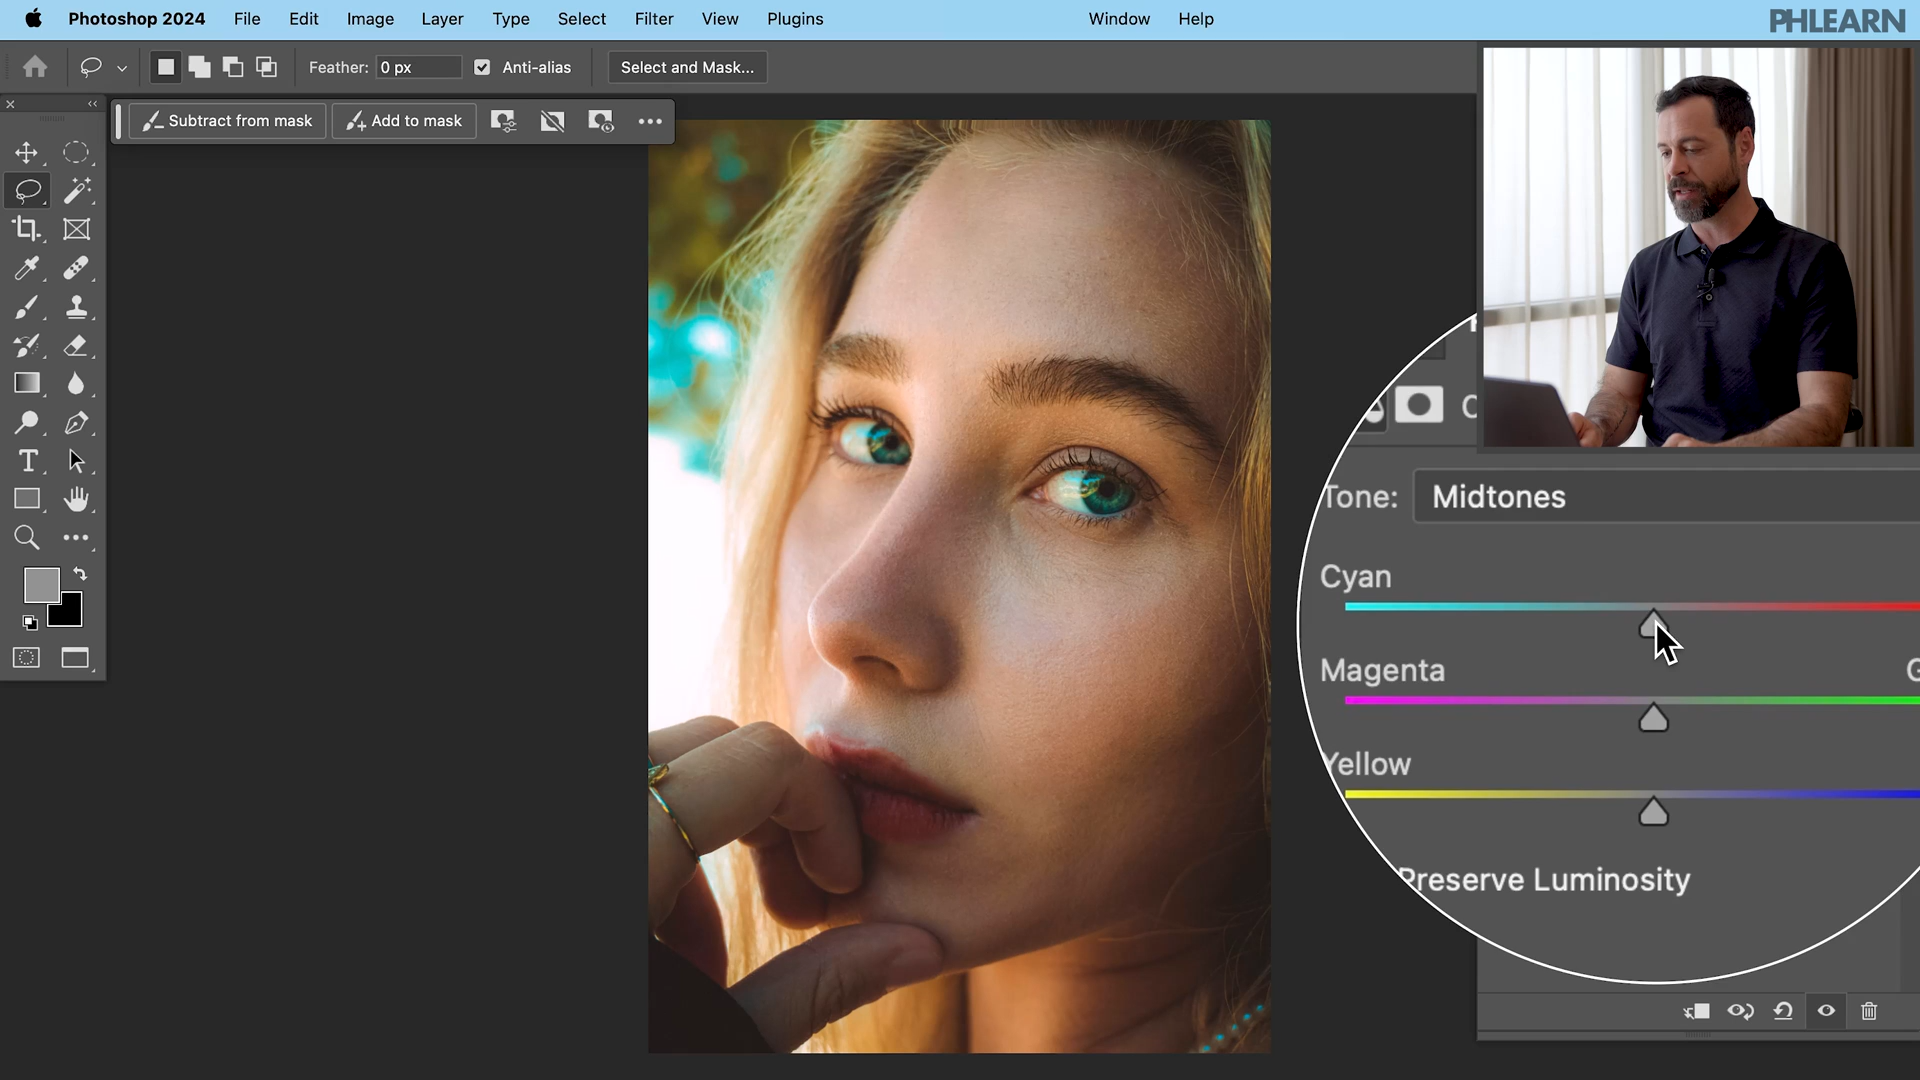 Photoshop 2024 File Edit Image Layer Type Select Filter View Plugins Window Help
PHLEARN
Feather: 0 px Anti-alias Select and Mask...
Subtract from mask Add to mask
Tone: Midtones
Cyan
Magenta
Yellow
Preserve Luminosity